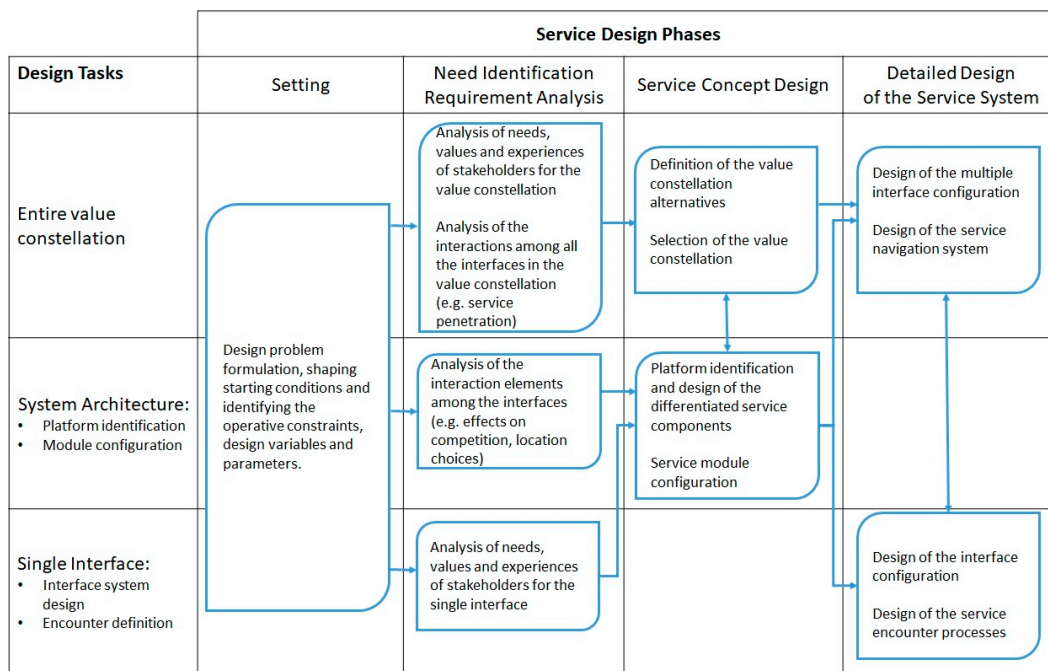 Service Design Phases
Design Tasks
Setting
Need Identification
Requirement Analysis
Service Concept Design
Detailed Design
of the Service System
Entire value
constellation
Analysis of needs,
values and experiences
of stakeholders for the
value constellation
Analysis of the
interactions among all
the interfaces in the
value constellation
(e.g. service
penetration)
Definition of the value
constellation
alternatives
Selection of the value
constellation
Design of the multiple
interface configuration
Design of the service
navigation system
System Architecture:
• Platform identification
• Module configuration
Design problem
formulation, shaping
starting conditions and
identifying the
operative constraints,
design variables and
parameters.
Analysis of the
interaction elements
among the interfaces
(e.g. effects on
competition, location
choices)
Platform identification
and design of the
differentiated service
components
Service module
configuration
Single Interface:
• Interface system
design
• Encounter definition
Analysis of needs,
values and experiences
of stakeholders for the
single interface
Design of the interface
configuration
Design of the service
encounter processes